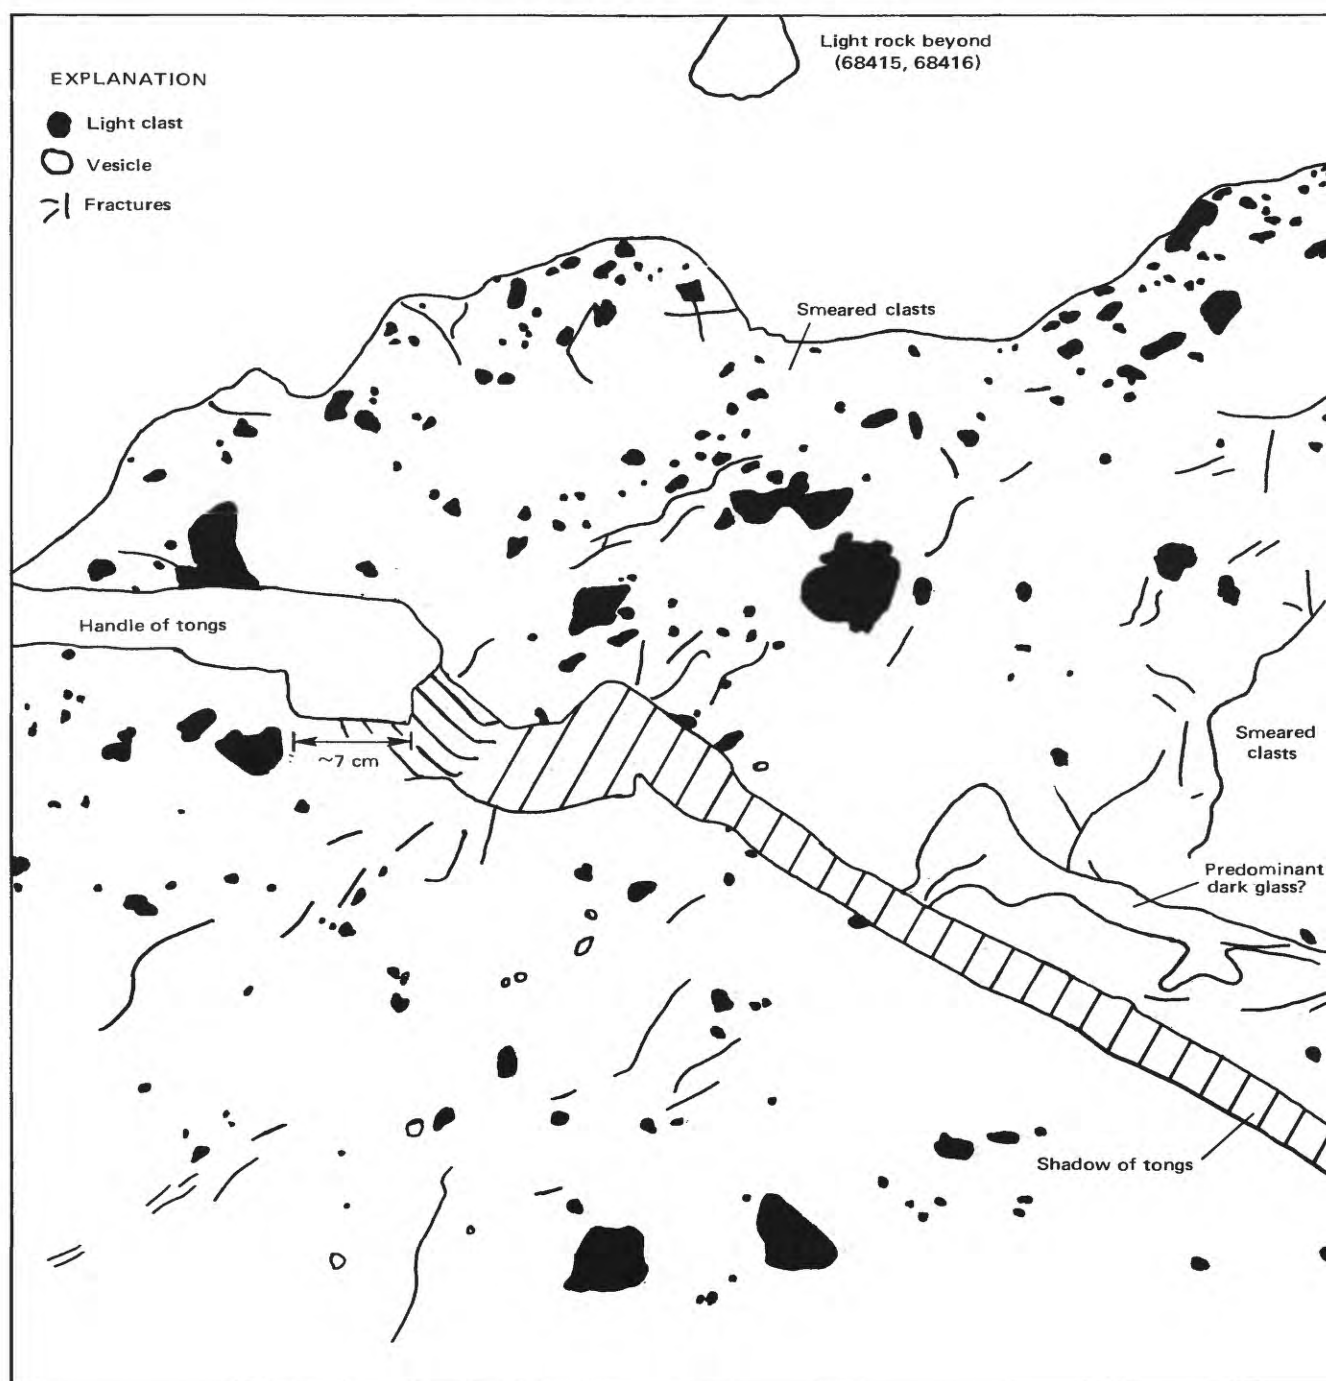 Light rock beyond
(68415, 68416)
EXPLANATION
Light clast
Vesicle
Fractures
Smeared clasts
Handle of tongs
~7 cm
Smeared
clasts
Predominant
dark glass?
Shadow of tongs